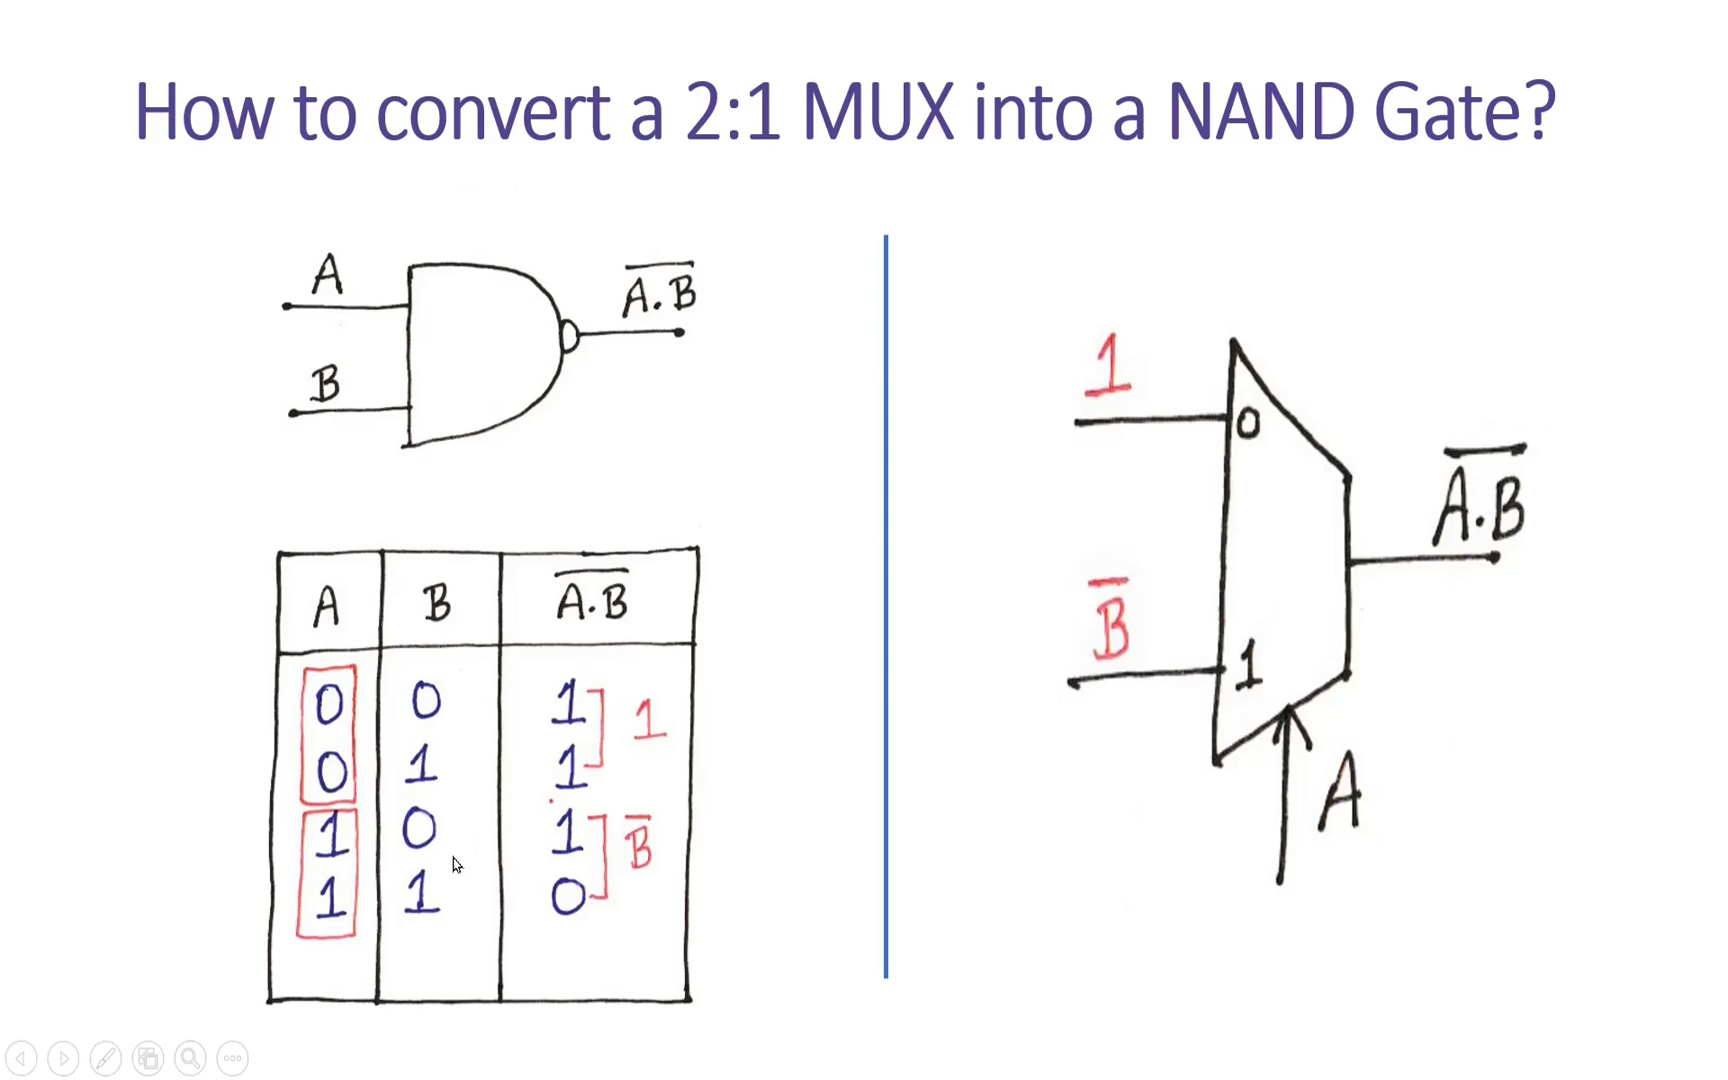 How to convert a 2:1 MUX into a NAND Gate?
A
B
A̅.̅B̅
A B A̅.̅B̅
0 0 1
0 1 1
1
1 0 1
1 1 0
B̅
1
0
B̅
1
A̅.̅B̅
A